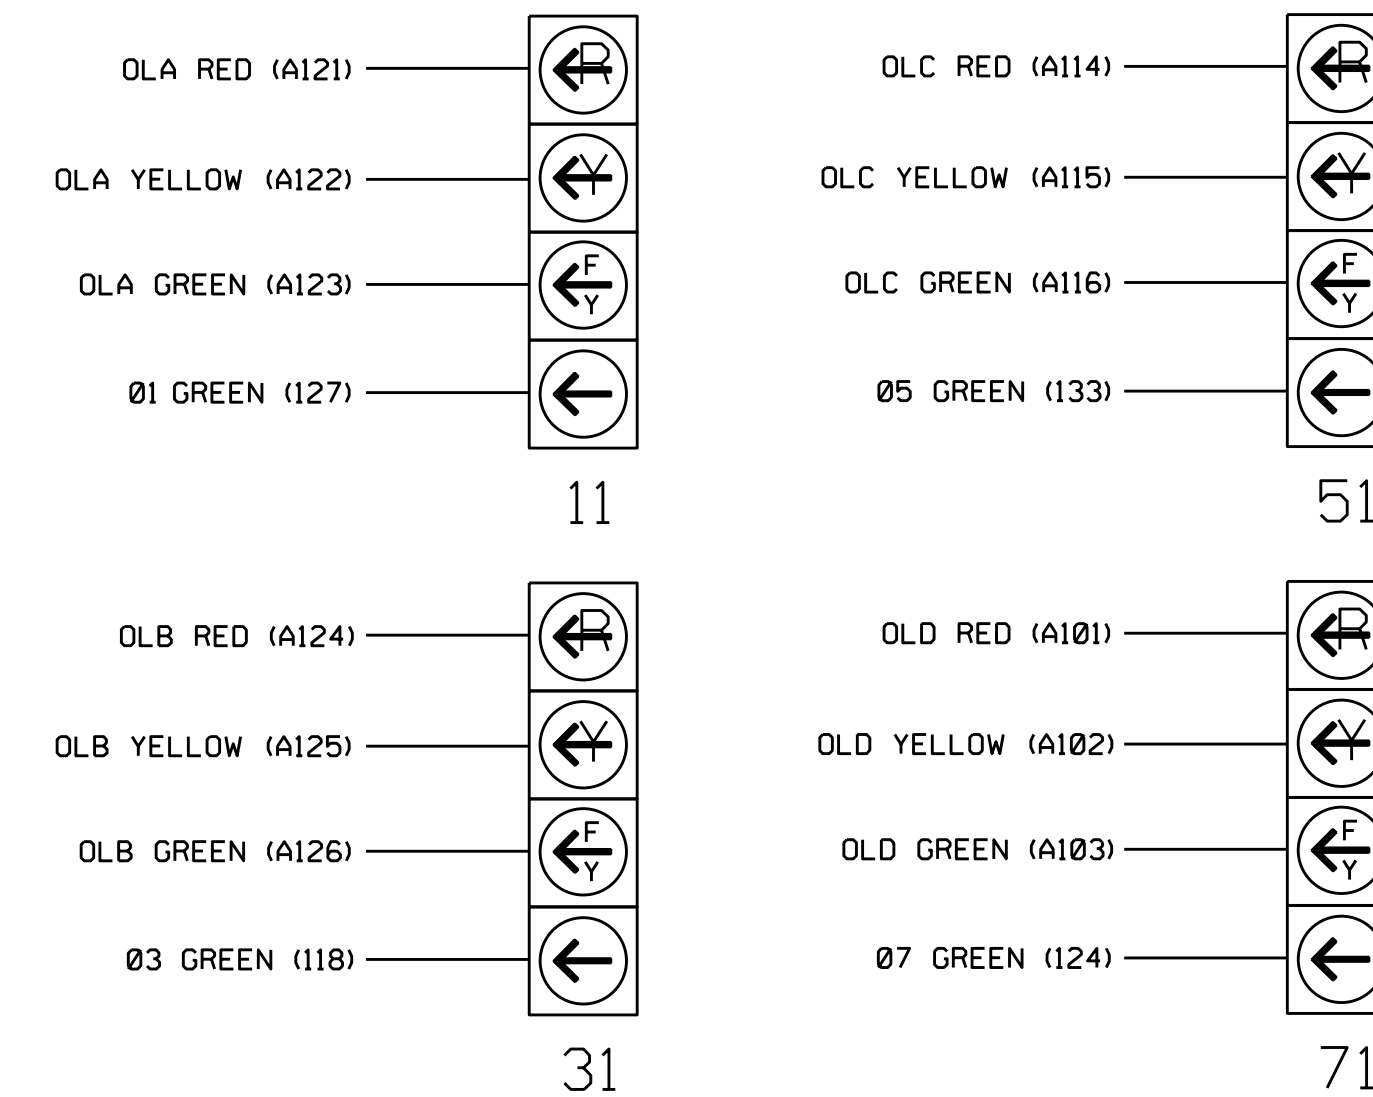 OLA RED (A121)
R
OLA YELLOW (A122)
Y
OLA GREEN (A123)
F
Y
Ø1 GREEN (127)
11
OLC RED (A114)
R
OLC YELLOW (A115)
Y
OLC GREEN (A116)
F
Y
Ø5 GREEN (133)
51
OLB RED (A124)
R
OLB YELLOW (A125)
Y
OLB GREEN (A126)
F
Y
Ø3 GREEN (118)
31
OLD RED (A1Ø1)
R
OLD YELLOW (A1Ø2)
Y
OLD GREEN (A1Ø3)
F
Y
Ø7 GREEN (124)
71